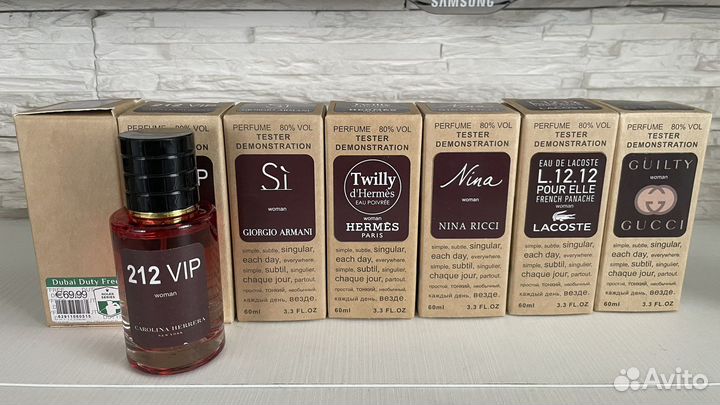 SAMSUNG
212 VIP
VOL
VIP
212 VIP
woman
CAROLINA HERRERA
NEW YORK
Dubai Duty Free
€69,99
Sì
GIORGIO ARMANI
PERFUME 80% VOL
TESTER
DEMONSTRATION
Sì
woman
GIORGIO ARMANI
simple, subtle, singular,
each day, everywhere.
simple, subtil, singulier,
chaque jour, partout.
простой, тонкий, необычный,
каждый день, везде.
60ml 3.3 FL.OZ
Twilly
HERMÈS
PERFUME 80% VOL
TESTER
DEMONSTRATION
Twilly
d'Hermès
EAU POIVRÉE
woman
HERMÈS
PARIS
simple, subtle, singular,
each day, everywhere.
simple, subtil, singulier,
chaque jour, partout.
простой, тонкий, необычный,
каждый день, везде.
60ml 3.3 FL.OZ
Nina
PERFUME 80% VOL
TESTER
DEMONSTRATION
Nina
woman
NINA RICCI
simple, subtle, singular,
each day, everywhere.
simple, subtil, singulier,
chaque jour, partout.
простой, тонкий, необычный,
каждый день, везде.
60ml 3.3 FL.OZ
PERFUME 80% VOL
TESTER
DEMONSTRATION
EAU DE LACOSTE
L.12.12
POUR ELLE
FRENCH PANACHE
woman
LACOSTE
simple, subtle, singular,
each day, everywhere.
simple, subtil, singulier,
chaque jour, partout.
простой, тонкий, необычный,
каждый день, везде.
60ml 3.3 FL.OZ
PERFUME 80% VOL
TESTER
DEMONSTRATION
GUILTY
woman
GUCCI
simple, subtle, singular,
each day, everywhere.
simple, subtil, singulier,
chaque jour, partout.
простой, тонкий, необычный,
каждый день, везде.
60ml 3.3 FL.OZ
Avito